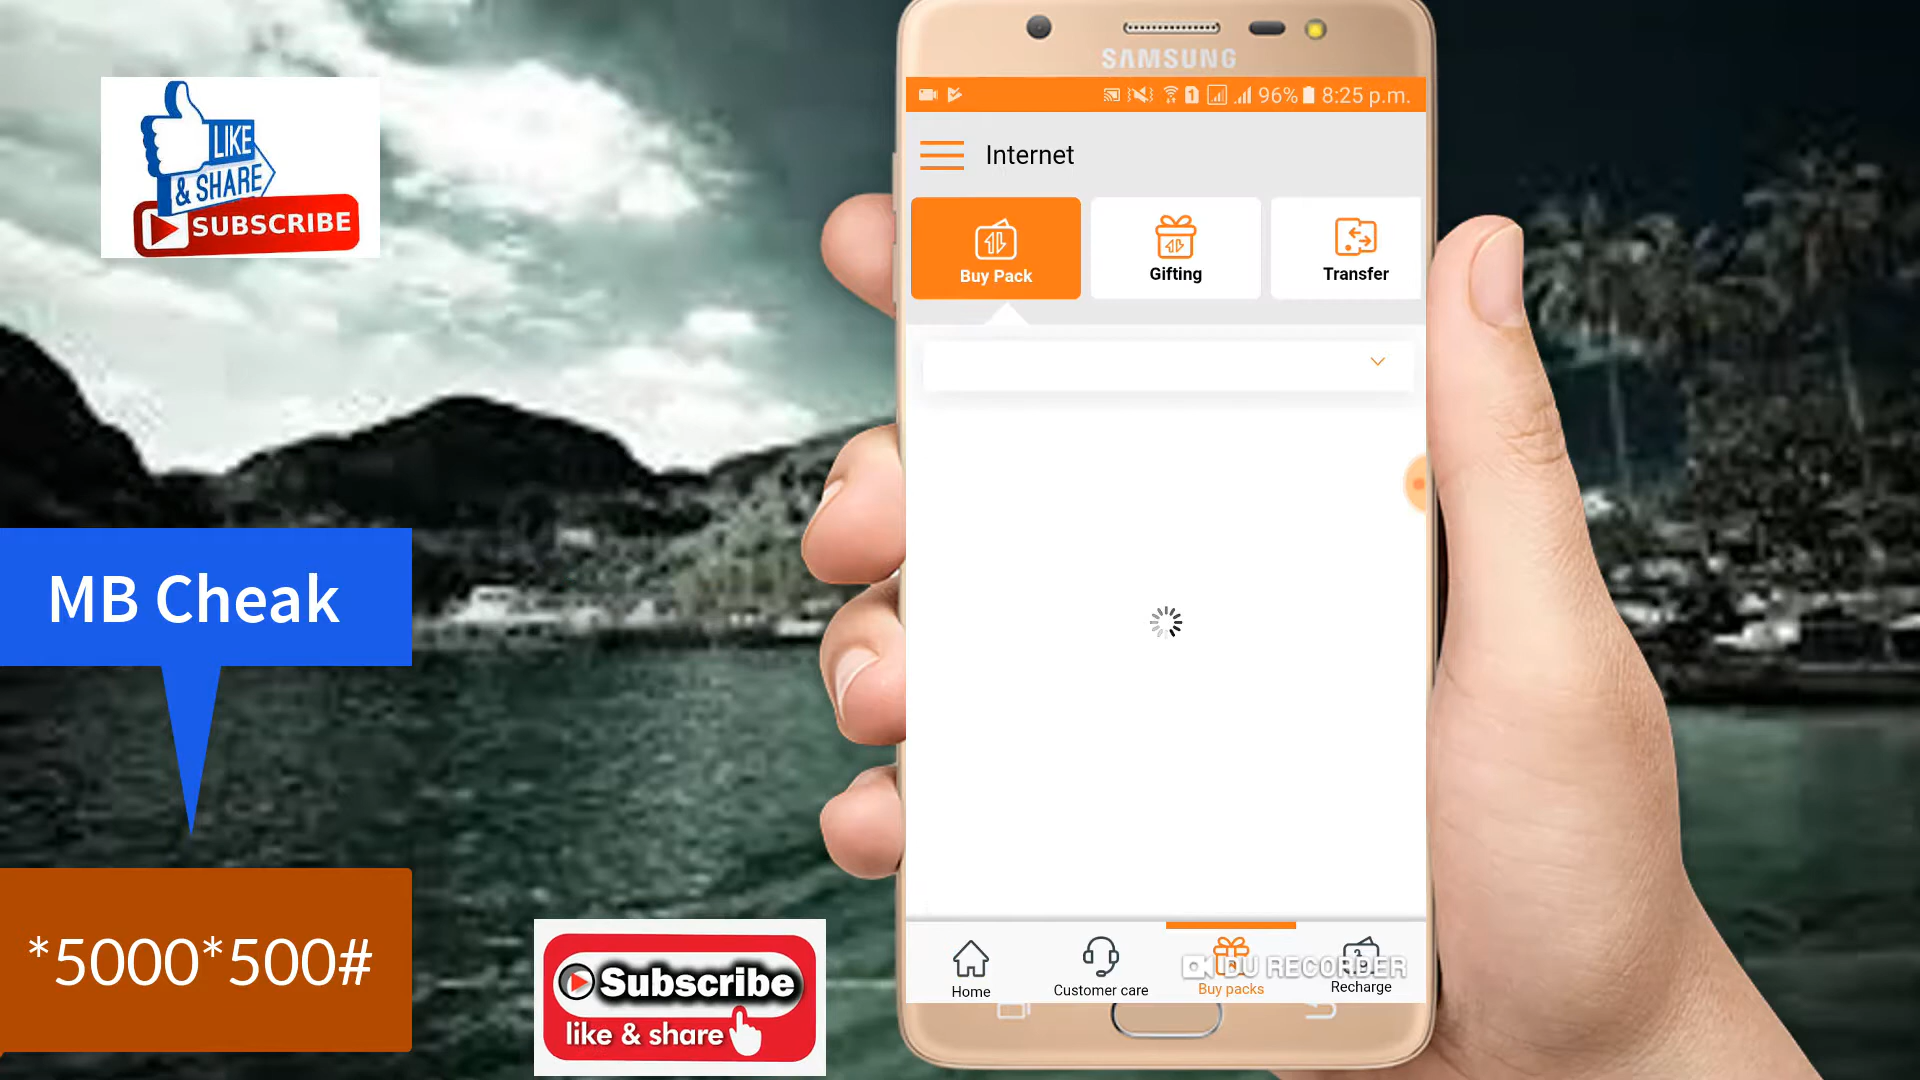 LIKE
& SHARE
SUBSCRIBE
MB Cheak
*5000*500#
Subscribe
like & share
SAMSUNG
1 96% 8:25 p.m.
Internet
Buy Pack
Gifting
Transfer
DU RECORDER
Home
Customer care
Buy packs
Recharge